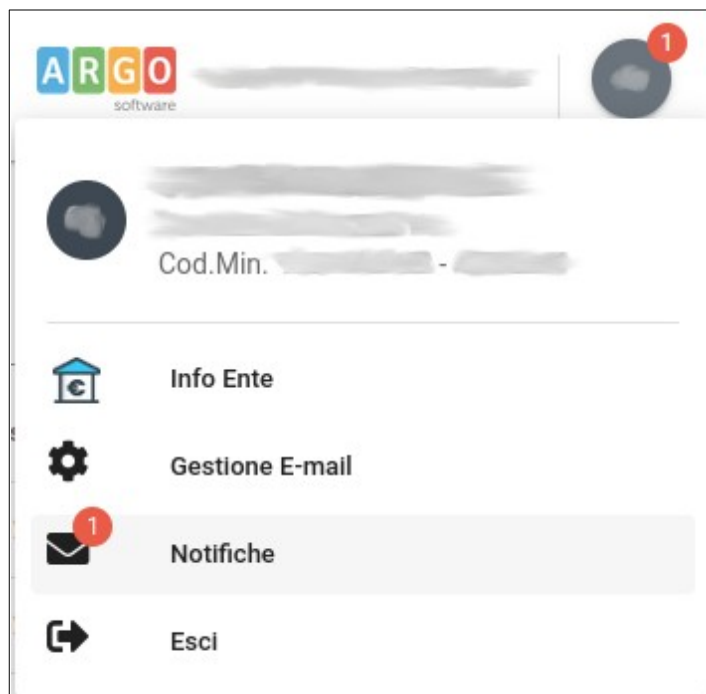 ARGO
software
1
Cod.Min. -
Info Ente
Gestione E-mail
1
Notifiche
Esci